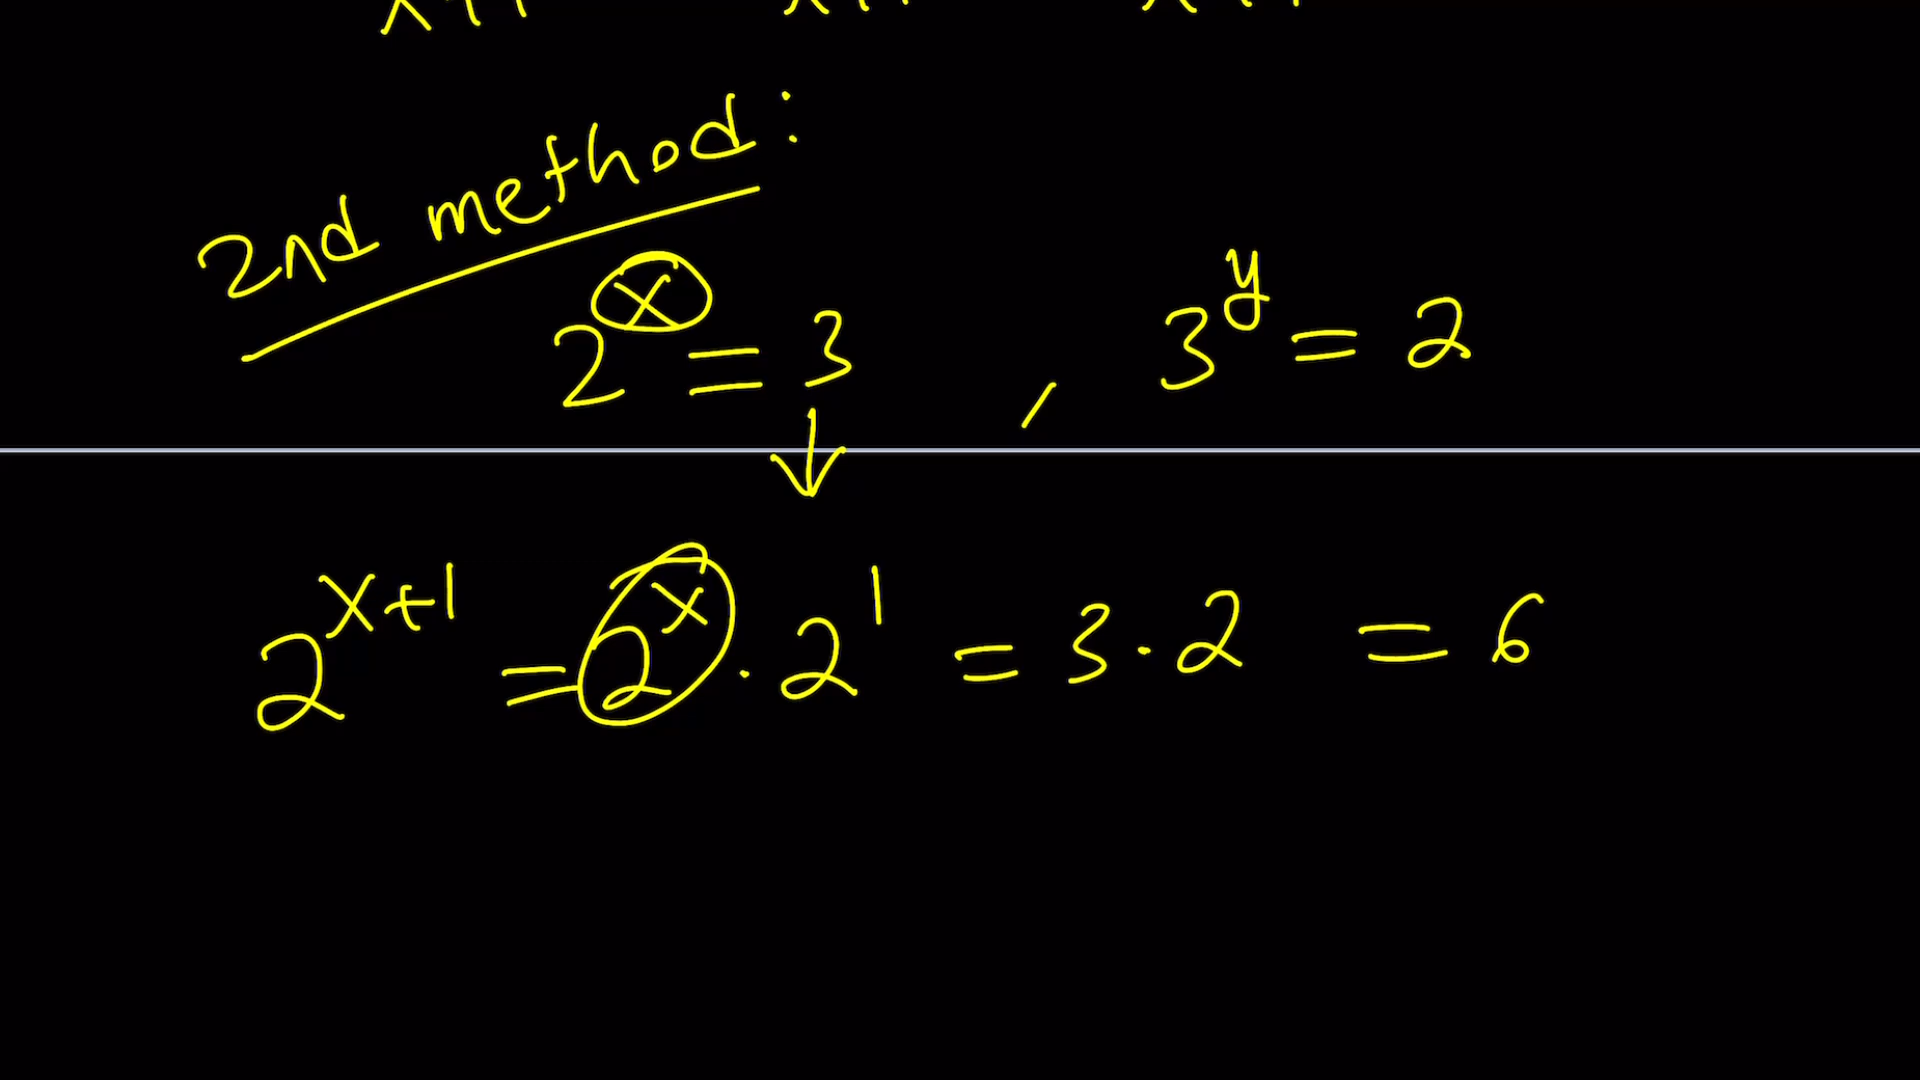 2nd method:
2^x = 3 , 3^y = 2
↓
2^{x+1} = 2^x · 2^1 = 3 · 2 = 6